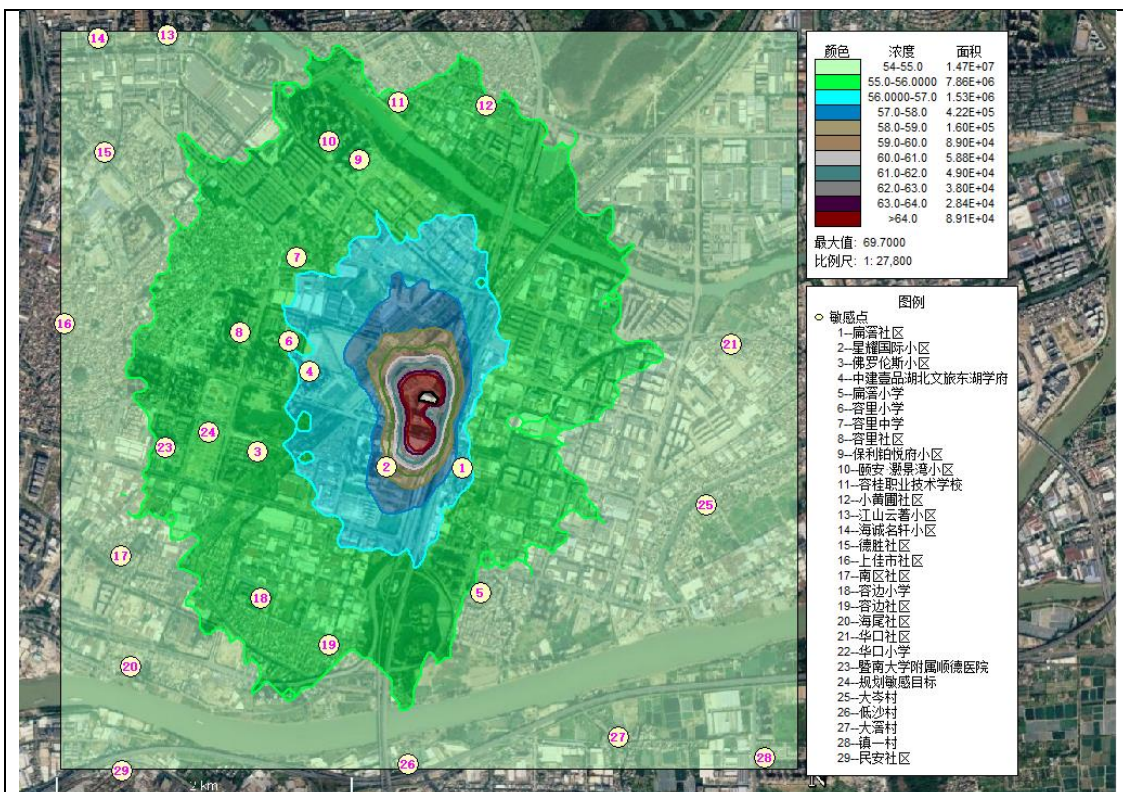 14
13
11
12
10
9
15
7
16
8
6
4
21
24
23
3
2
1
25
17
18
5
19
20
27
26
28
29
2 km
N
颜色 浓度 面积
54-55.0 1.47E+07
55.0-56.0000 7.86E+06
56.0000-57.0 1.53E+06
57.0-58.0 4.22E+05
58.0-59.0 1.60E+05
59.0-60.0 8.90E+04
60.0-61.0 5.88E+04
61.0-62.0 4.90E+04
62.0-63.0 3.80E+04
63.0-64.0 2.84E+04
>64.0 8.91E+04
最大值: 69.7000
比例尺: 1: 27,800
图例
敏感点
1--扁滘社区
2--星耀国际小区
3--佛罗伦斯小区
4--中建壹品湖北文旅东湖学府
5--扁滘小学
6--容里小学
7--容里中学
8--容里社区
9--保利铂悦府小区
10--颐安·灏景湾小区
11--容桂职业技术学校
12--小黄圃社区
13--江山云著小区
14--海诚名轩小区
15--德胜社区
16--上佳市社区
17--南区社区
18--容边小学
19--容边社区
20--海尾社区
21--华口社区
22--华口小学
23--暨南大学附属顺德医院
24--规划敏感目标
25--大岑村
26--低沙村
27--大滘村
28--镇一村
29--民安社区